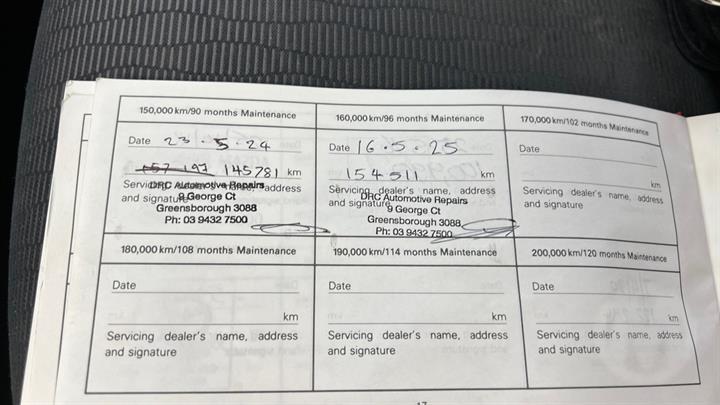 150,000 km/90 months Maintenance
Date 23.5.24
145781 km
Servicing dealer's name, address
and signature
DRC Automotive Repairs
9 George Ct
Greensborough 3088
Ph: 03 9432 7500
160,000 km/96 months Maintenance
Date 16.5.25
154511 km
Servicing dealer's name, address
and signature
DRC Automotive Repairs
9 George Ct
Greensborough 3088
Ph: 03 9432 7500
170,000 km/102 months Maintenance
Date
km
Servicing dealer's name, address
and signature
180,000 km/108 months Maintenance
Date
km
Servicing dealer's name, address
and signature
190,000 km/114 months Maintenance
Date
km
Servicing dealer's name, address
and signature
200,000 km/120 months Maintenance
Date
km
Servicing dealer's name, address
and signature